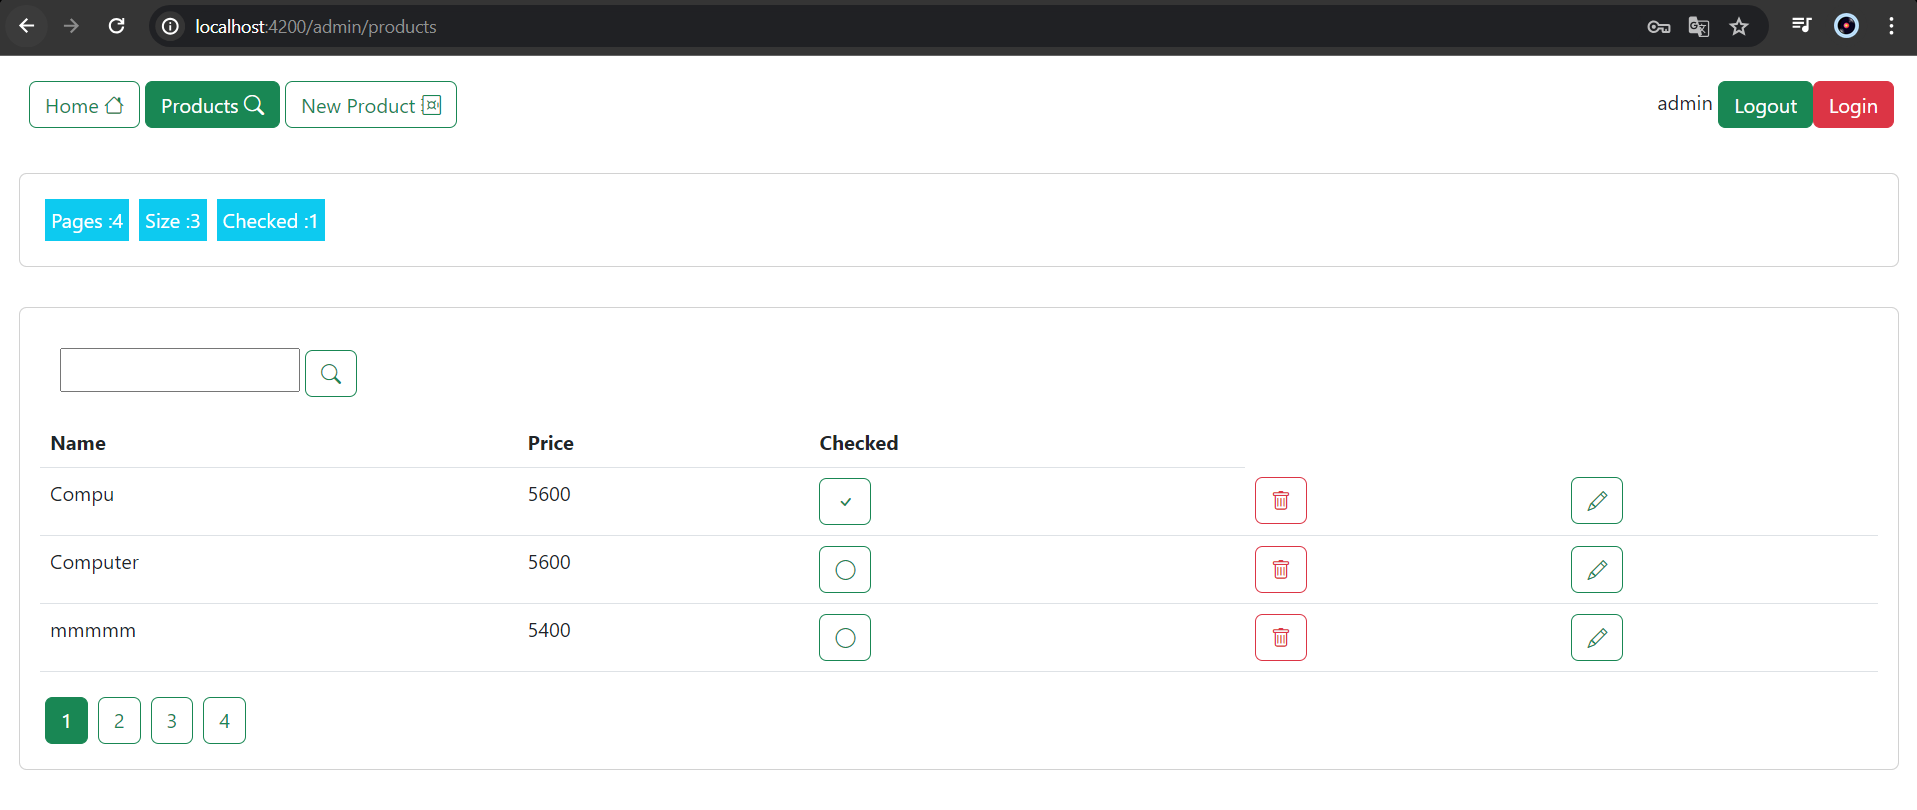 localhost:4200/admin/products
Home Products New Product admin Logout Login
Pages :4 Size :3 Checked :1
Name Price Checked
Compu 5600
Computer 5600
mmmmm 5400
1 2 3 4